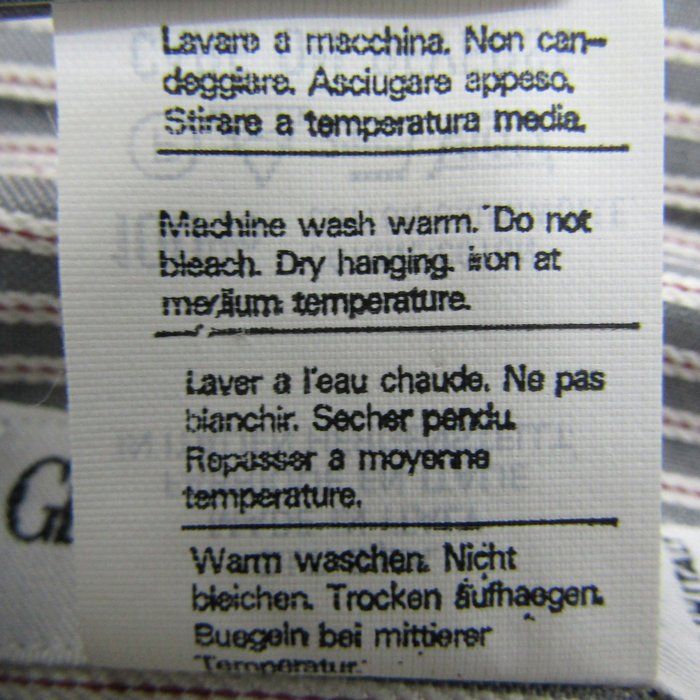 Lavare a macchina. Non can-
deggiare. Asciugare appeso.
Stirare a temperatura media.
Machine wash warm. Do not
bleach. Dry hanging. iron at
medium temperature.
Laver a l'eau chaude. Ne pas
blanchir. Secher pendu.
Repasser a moyenne
temperature.
Warm waschen. Nicht
bleichen. Trocken aufhaegen.
Buegeln bei mittlerer
Temperatur.